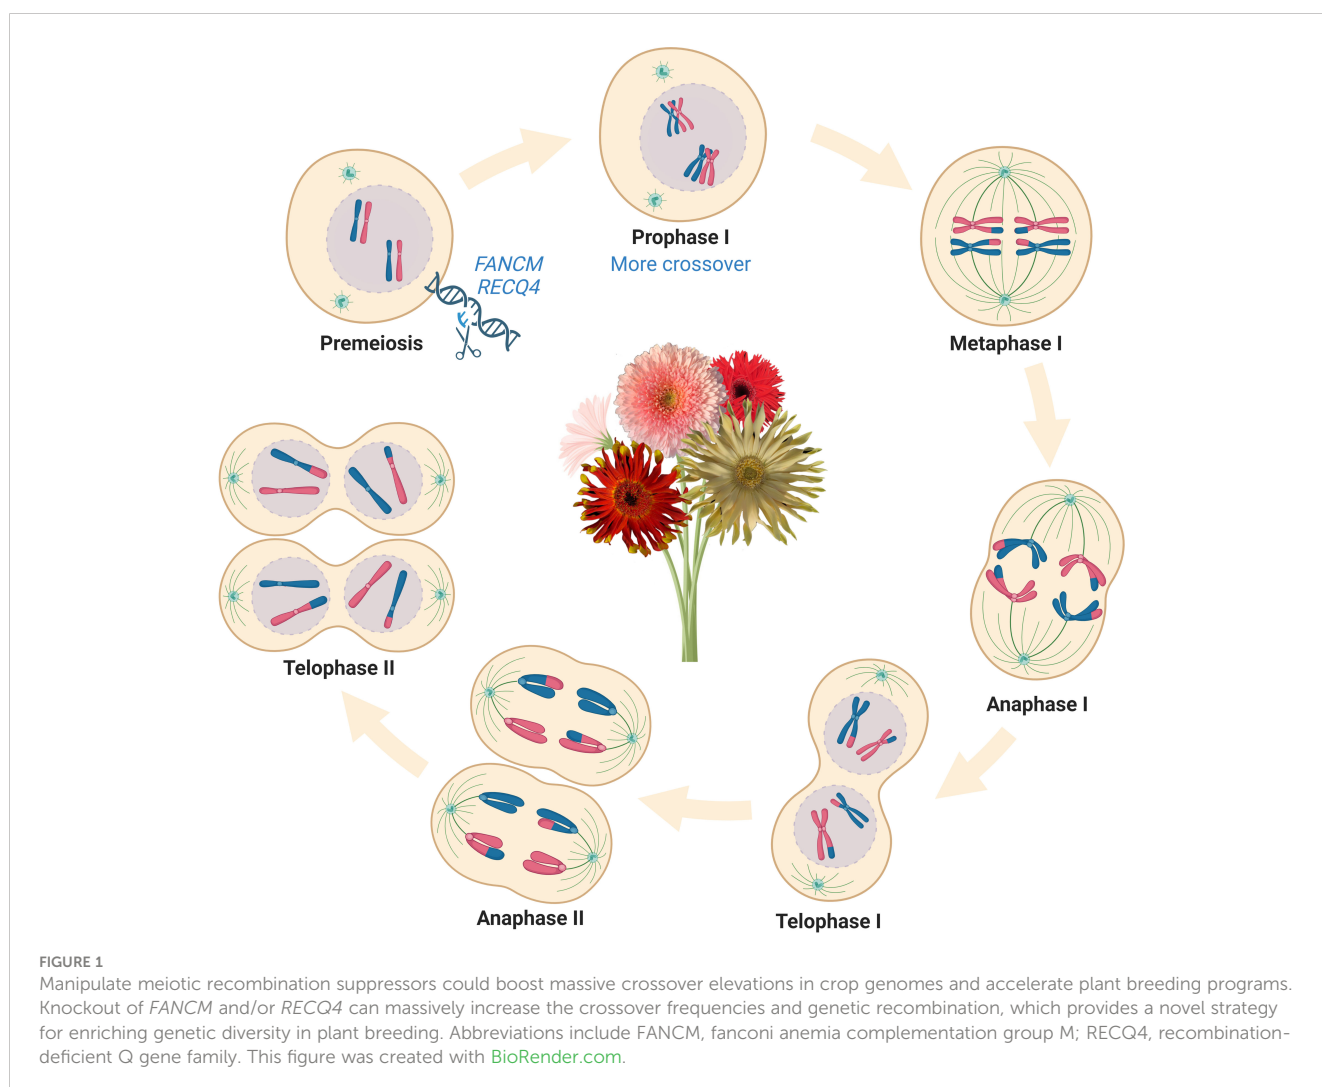 Prophase I
More crossover
FANCM
RECQ4
Premeiosis
Metaphase I
Anaphase I
Telophase II
Anaphase II
Telophase I
FIGURE 1
Manipulate meiotic recombination suppressors could boost massive crossover elevations in crop genomes and accelerate plant breeding programs.
Knockout of FANCM and/or RECQ4 can massively increase the crossover frequencies and genetic recombination, which provides a novel strategy
for enriching genetic diversity in plant breeding. Abbreviations include FANCM, fanconi anemia complementation group M; RECQ4, recombination-
deficient Q gene family. This figure was created with BioRender.com.